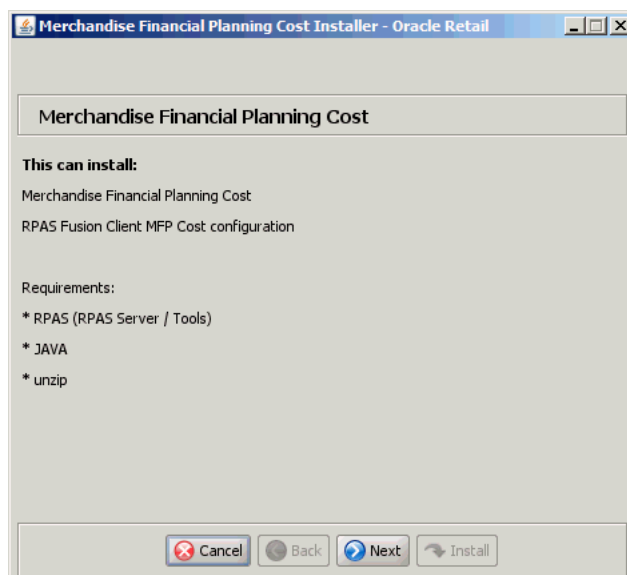 Merchandise Financial Planning Cost Installer - Oracle Retail
Merchandise Financial Planning Cost
This can install:
Merchandise Financial Planning Cost
RPAS Fusion Client MFP Cost configuration
Requirements:
* RPAS (RPAS Server / Tools)
* JAVA
* unzip
Cancel Back Next Install